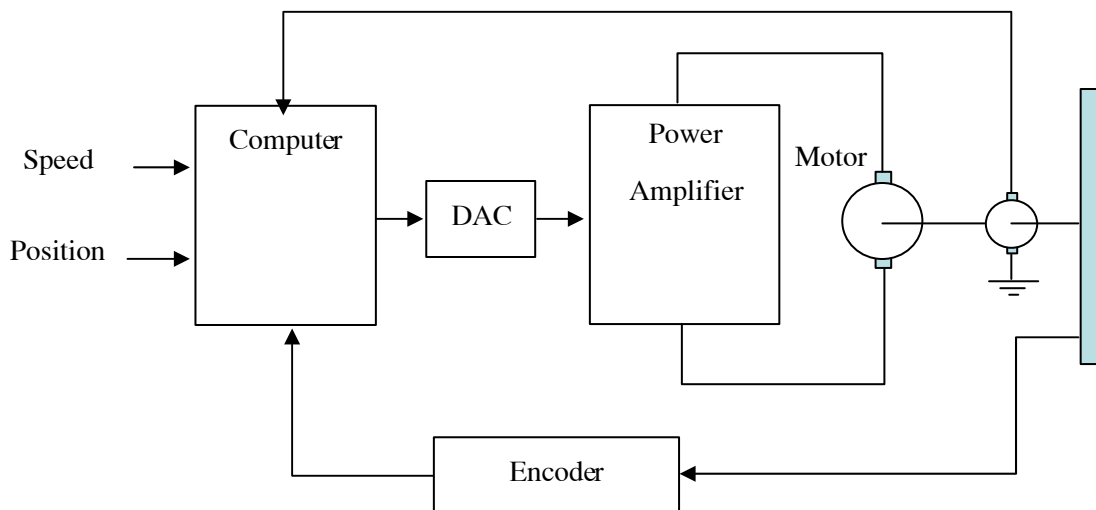 Computer
Speed
Position
DAC
Power
Amplifier
Motor
Encoder